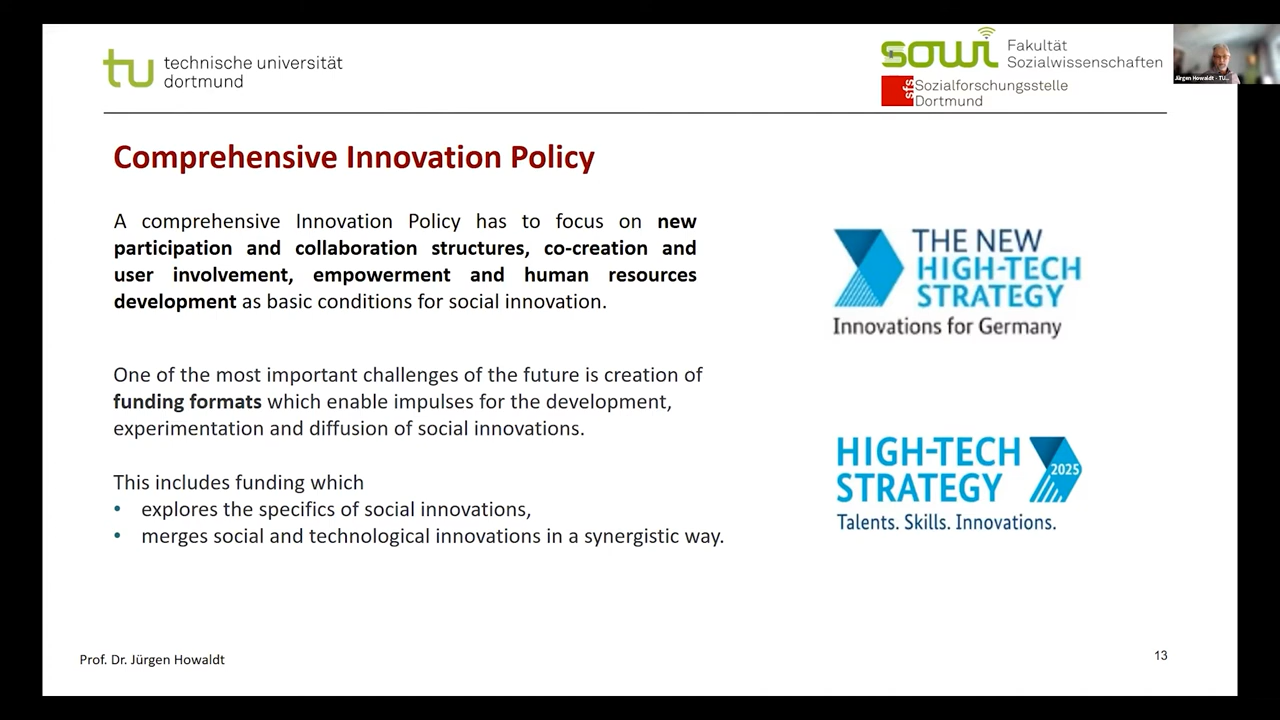 tu technische universität
dortmund
sowi Fakultät
Sozialwissenschaften
sfs Sozialforschungsstelle
Dortmund
Jürgen Howaldt - TU...
Comprehensive Innovation Policy
A comprehensive Innovation Policy has to focus on new
participation and collaboration structures, co-creation and
user involvement, empowerment and human resources
development as basic conditions for social innovation.
One of the most important challenges of the future is creation of
funding formats which enable impulses for the development,
experimentation and diffusion of social innovations.
This includes funding which
• explores the specifics of social innovations,
• merges social and technological innovations in a synergistic way.
THE NEW
HIGH-TECH
STRATEGY
Innovations for Germany
HIGH-TECH
STRATEGY 2025
Talents. Skills. Innovations.
Prof. Dr. Jürgen Howaldt
13